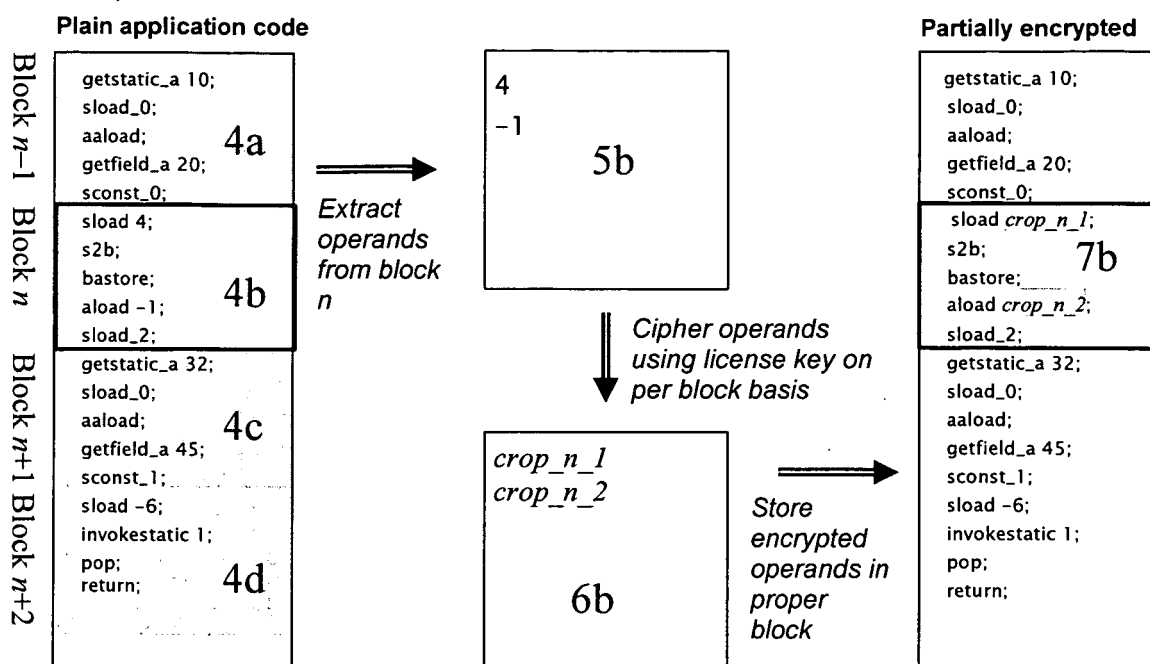 Plain application code
Block n−1
Block n
Block n+1
Block n+2
getstatic_a 10;
sload_0;
aaload;
getfield_a 20;
sconst_0;
4a
sload 4;
s2b;
bastore;
aload -1;
sload_2;
4b
getstatic_a 32;
sload_0;
aaload;
getfield_a 45;
sconst_1;
4c
sload -6;
invokestatic 1;
pop;
return;
4d
Extract
operands
from block
n
4
-1
5b
Cipher operands
using license key on
per block basis
crop_n_1
crop_n_2
6b
Store
encrypted
operands in
proper
block
Partially encrypted
getstatic_a 10;
sload_0;
aaload;
getfield_a 20;
sconst_0;
sload crop_n_1;
s2b;
bastore;
aload crop_n_2;
sload_2;
7b
getstatic_a 32;
sload_0;
aaload;
getfield_a 45;
sconst_1;
sload -6;
invokestatic 1;
pop;
return;